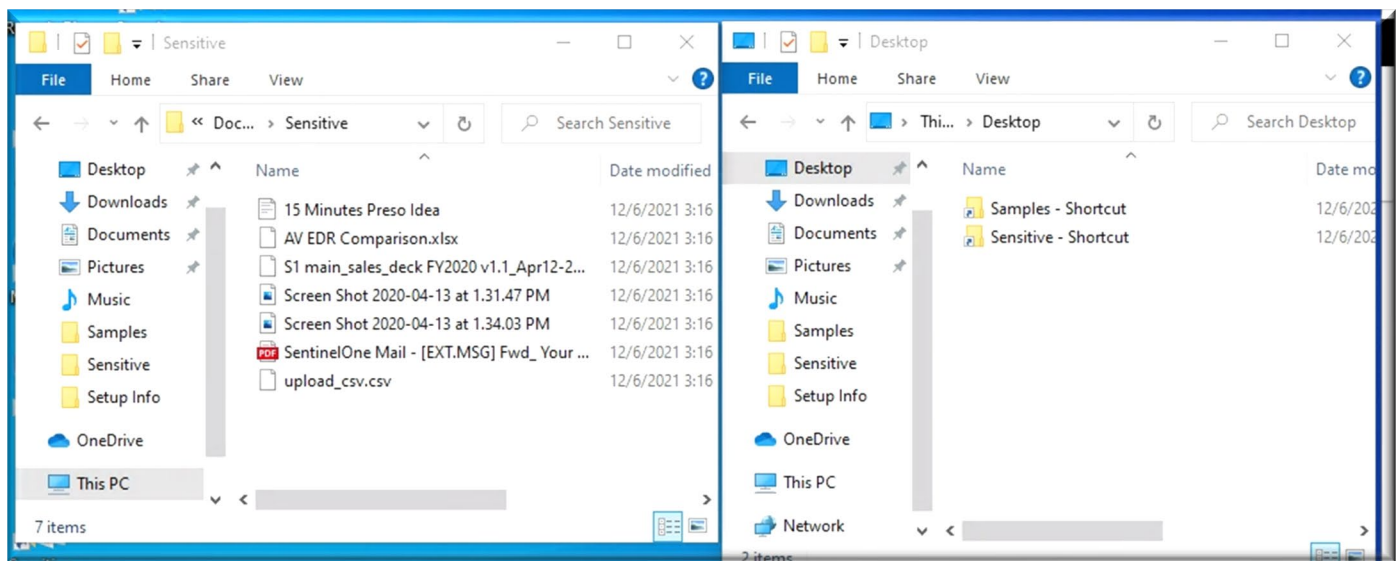 Sensitive
File Home Share View
« Doc... › Sensitive
Search Sensitive
Desktop
Downloads
Documents
Pictures
Music
Samples
Sensitive
Setup Info
OneDrive
This PC
Name Date modified
15 Minutes Preso Idea 12/6/2021 3:16
AV EDR Comparison.xlsx 12/6/2021 3:16
S1 main_sales_deck FY2020 v1.1_Apr12-2... 12/6/2021 3:16
Screen Shot 2020-04-13 at 1.31.47 PM 12/6/2021 3:16
Screen Shot 2020-04-13 at 1.34.03 PM 12/6/2021 3:16
PDF SentinelOne Mail - [EXT.MSG] Fwd_ Your ... 12/6/2021 3:16
upload_csv.csv 12/6/2021 3:16
7 items
Desktop
File Home Share View
› Thi... › Desktop
Search Desktop
Desktop
Downloads
Documents
Pictures
Music
Samples
Sensitive
Setup Info
OneDrive
This PC
Network
Name Date mo
Samples - Shortcut 12/6/202
Sensitive - Shortcut 12/6/202
2 items